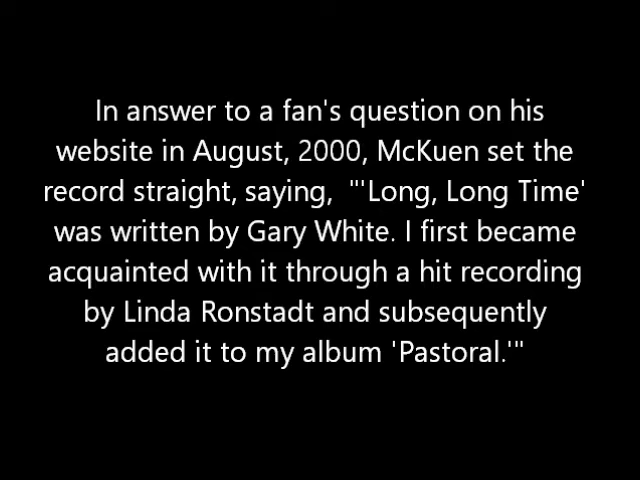 In answer to a fan's question on his
website in August, 2000, McKuen set the
record straight, saying,  "'Long, Long Time'
was written by Gary White. I first became
acquainted with it through a hit recording
by Linda Ronstadt and subsequently
added it to my album 'Pastoral.'"